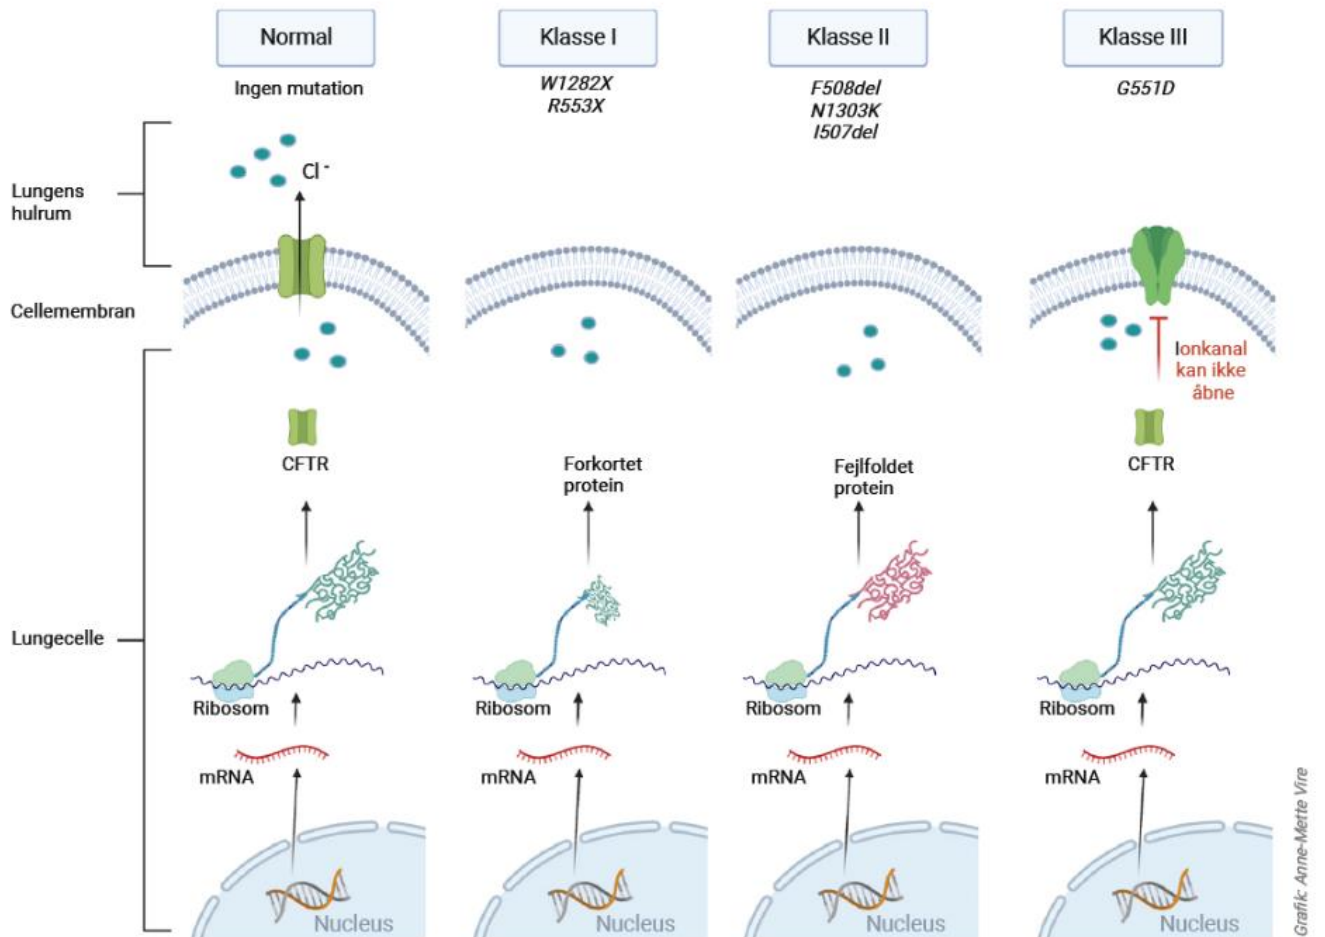 Normal
Klasse I
Klasse II
Klasse III
Ingen mutation
W1282X
R553X
F508del
N1303K
I507del
G551D
Cl -
Lungens
hulrum
Cellemembran
Ionkanal
kan ikke
åbne
CFTR
Forkortet
protein
Fejlfoldet
protein
CFTR
Lungecelle
Ribosom
Ribosom
Ribosom
Ribosom
mRNA
mRNA
mRNA
mRNA
Nucleus
Nucleus
Nucleus
Nucleus
Grafik: Anne-Mette Vire